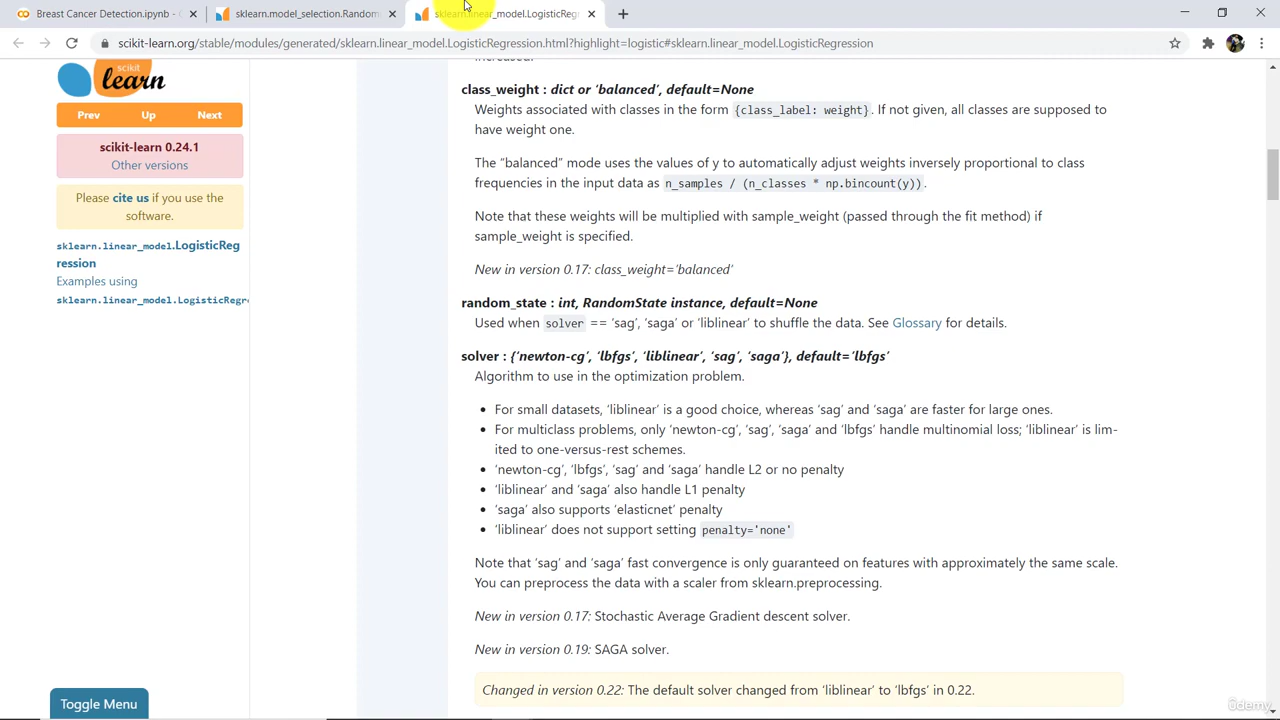 Breast Cancer Detection.ipynb -
sklearn.model_selection.Random
sklearn.linear_model.LogisticReg
scikit-learn.org/stable/modules/generated/sklearn.linear_model.LogisticRegression.html?highlight=logistic#sklearn.linear_model.LogisticRegression
scikit
learn
Prev Up Next
scikit-learn 0.24.1
Other versions
Please cite us if you use the
software.
sklearn.linear_model.LogisticReg
ression
Examples using
sklearn.linear_model.LogisticRegre
Toggle Menu
increased.
class_weight : dict or ‘balanced’, default=None
Weights associated with classes in the form {class_label: weight}. If not given, all classes are supposed to
have weight one.
The “balanced” mode uses the values of y to automatically adjust weights inversely proportional to class
frequencies in the input data as n_samples / (n_classes * np.bincount(y)).
Note that these weights will be multiplied with sample_weight (passed through the fit method) if
sample_weight is specified.
New in version 0.17: class_weight=’balanced’
random_state : int, RandomState instance, default=None
Used when solver == ‘sag’, ‘saga’ or ‘liblinear’ to shuffle the data. See Glossary for details.
solver : {‘newton-cg’, ‘lbfgs’, ‘liblinear’, ‘sag’, ‘saga’}, default=’lbfgs’
Algorithm to use in the optimization problem.
• For small datasets, ‘liblinear’ is a good choice, whereas ‘sag’ and ‘saga’ are faster for large ones.
• For multiclass problems, only ‘newton-cg’, ‘sag’, ‘saga’ and ‘lbfgs’ handle multinomial loss; ‘liblinear’ is lim-
ited to one-versus-rest schemes.
• ‘newton-cg’, ‘lbfgs’, ‘sag’ and ‘saga’ handle L2 or no penalty
• ‘liblinear’ and ‘saga’ also handle L1 penalty
• ‘saga’ also supports ‘elasticnet’ penalty
• ‘liblinear’ does not support setting penalty='none'
Note that ‘sag’ and ‘saga’ fast convergence is only guaranteed on features with approximately the same scale.
You can preprocess the data with a scaler from sklearn.preprocessing.
New in version 0.17: Stochastic Average Gradient descent solver.
New in version 0.19: SAGA solver.
Changed in version 0.22: The default solver changed from ‘liblinear’ to ‘lbfgs’ in 0.22.
ûdemy